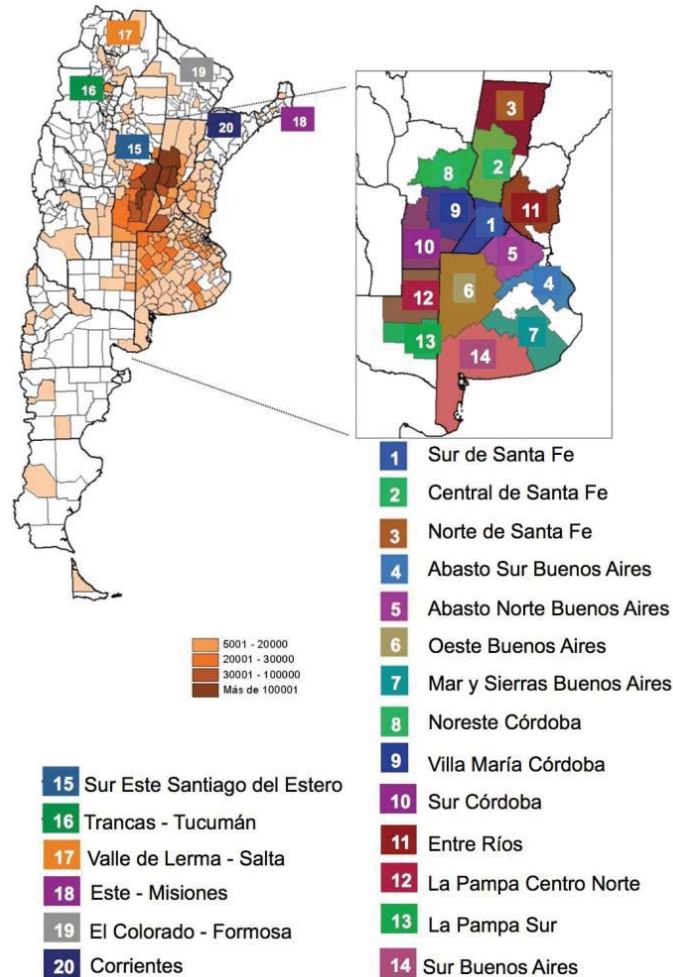 17
19
16
18
20
15
3
8
2
11
9
1
10
5
4
6
12
7
13
14
1 Sur de Santa Fe
2 Central de Santa Fe
3 Norte de Santa Fe
4 Abasto Sur Buenos Aires
5 Abasto Norte Buenos Aires
6 Oeste Buenos Aires
7 Mar y Sierras Buenos Aires
8 Noreste Córdoba
9 Villa María Córdoba
10 Sur Córdoba
11 Entre Ríos
12 La Pampa Centro Norte
13 La Pampa Sur
14 Sur Buenos Aires
5001 - 20000
20001 - 30000
30001 - 100000
Más de 100001
15 Sur Este Santiago del Estero
16 Trancas - Tucumán
17 Valle de Lerma - Salta
18 Este - Misiones
19 El Colorado - Formosa
20 Corrientes